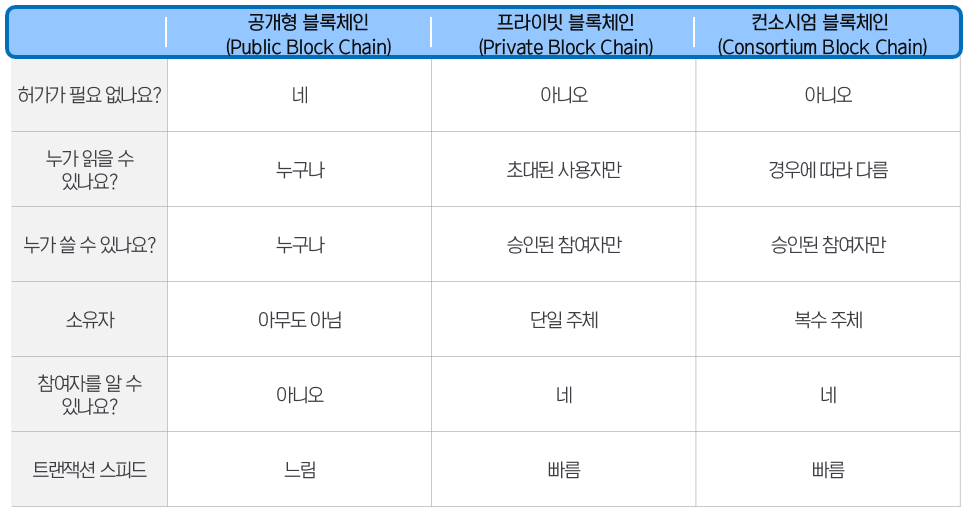 공개형 블록체인 프라이빗 블록체인 컨소시엄 블록체인
(Public Block Chain) (Private Block Chain) (Consortium Block Chain)
허가가 필요 없나요? 네 아니오 아니오
누가 읽을 수
있나요? 누구나 초대된 사용자만 경우에 따라 다름
누가 쓸 수 있나요? 누구나 승인된 참여자만 승인된 참여자만
소유자 아무도 아님 단일 주체 복수 주체
참여자를 알 수
있나요? 아니오 네 네
트랜잭션 스피드 느림 빠름 빠름